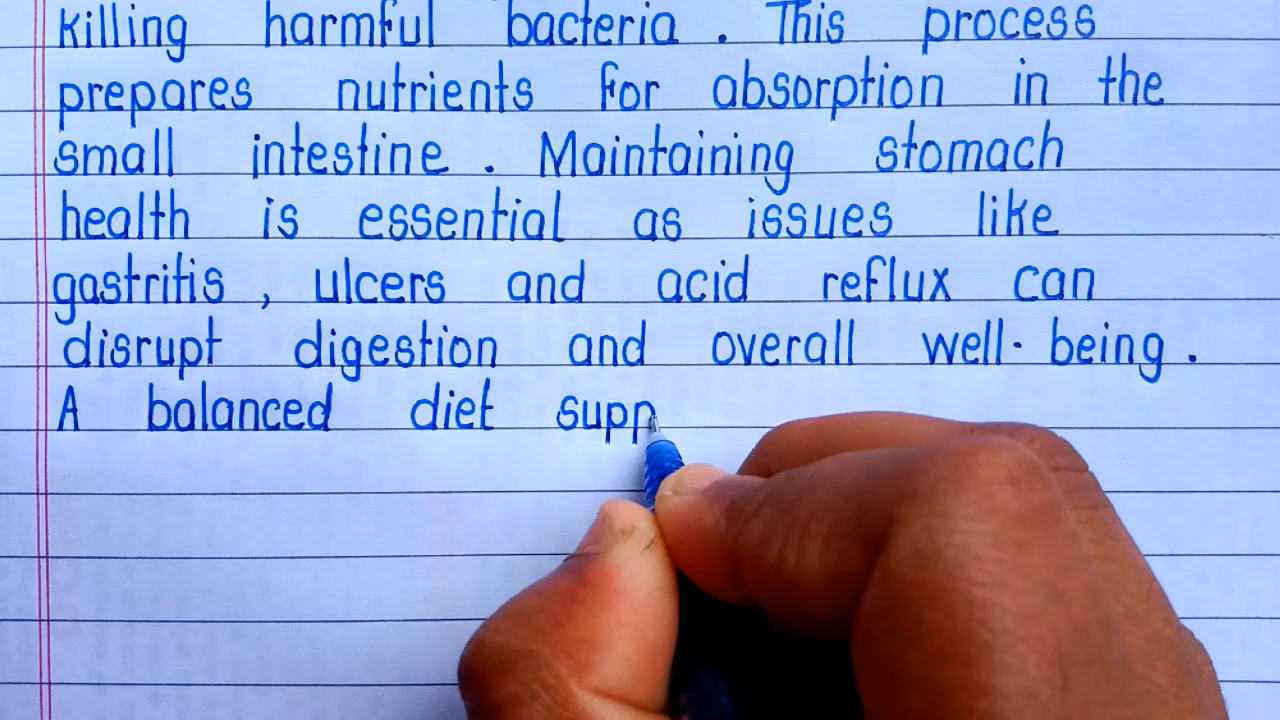 killing harmful bacteria . This process
prepares nutrients for absorption in the
small intestine . Maintaining stomach
health is essential as issues like
gastritis , ulcers and acid reflux can
disrupt digestion and overall well-being .
A balanced diet supp